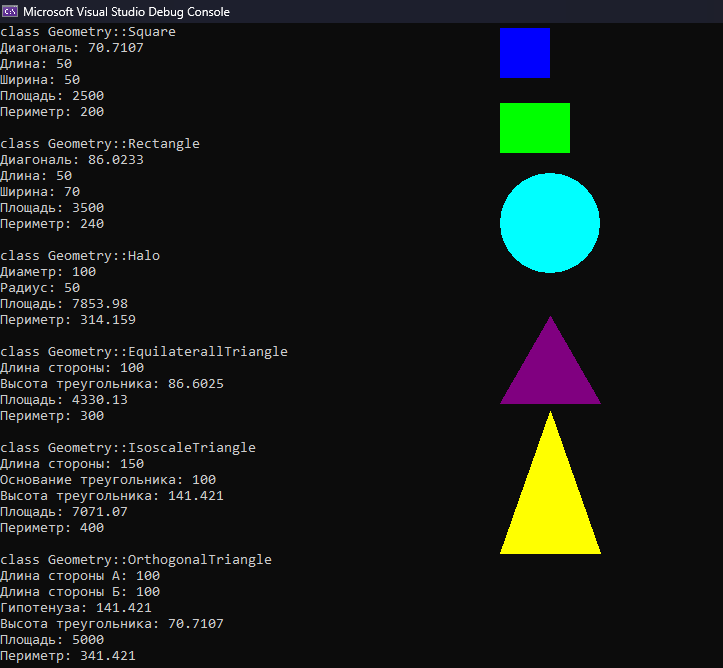 Microsoft Visual Studio Debug Console
class Geometry::Square
Диагональ: 70.7107
Длина: 50
Ширина: 50
Площадь: 2500
Периметр: 200
class Geometry::Rectangle
Диагональ: 86.0233
Длина: 50
Ширина: 70
Площадь: 3500
Периметр: 240
class Geometry::Halo
Диаметр: 100
Радиус: 50
Площадь: 7853.98
Периметр: 314.159
class Geometry::EquilaterallTriangle
Длина стороны: 100
Высота треугольника: 86.6025
Площадь: 4330.13
Периметр: 300
class Geometry::IsoscaleTriangle
Длина стороны: 150
Основание треугольника: 100
Высота треугольника: 141.421
Площадь: 7071.07
Периметр: 400
class Geometry::OrthogonalTriangle
Длина стороны А: 100
Длина стороны Б: 100
Гипотенуза: 141.421
Высота треугольника: 70.7107
Площадь: 5000
Периметр: 341.421